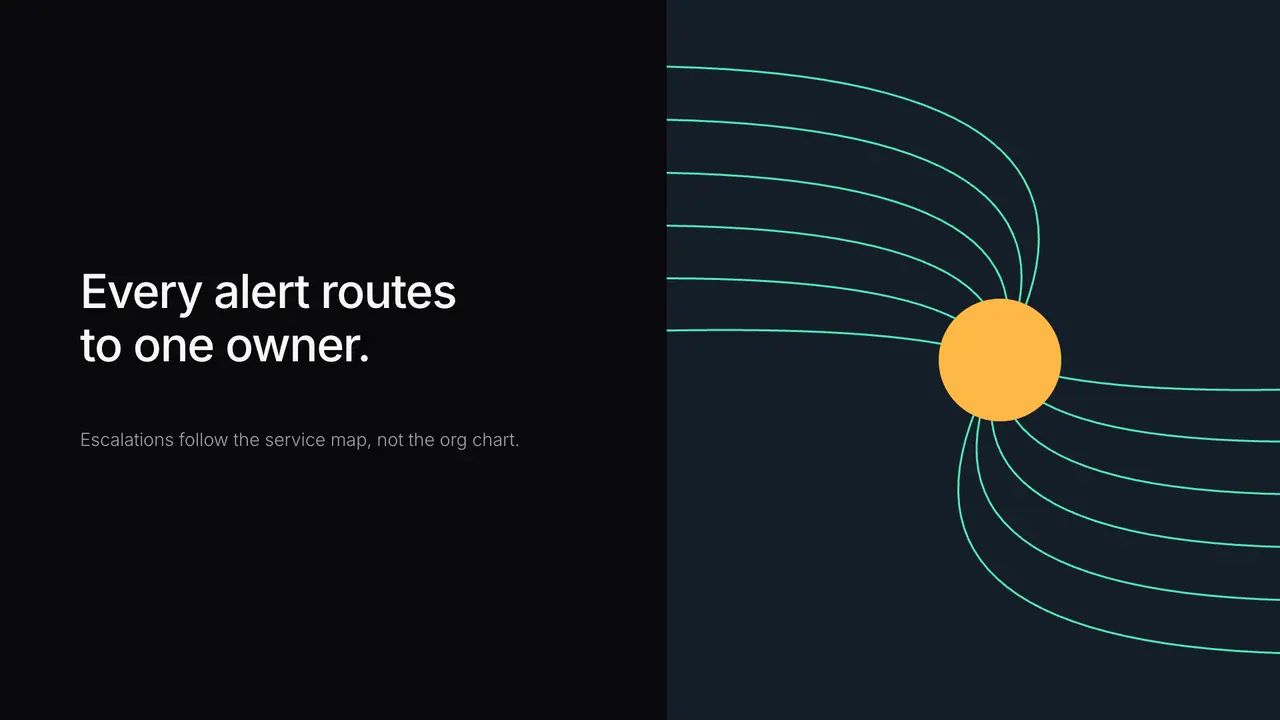 Every alert routes
to one owner.
Escalations follow the service map, not the org chart.